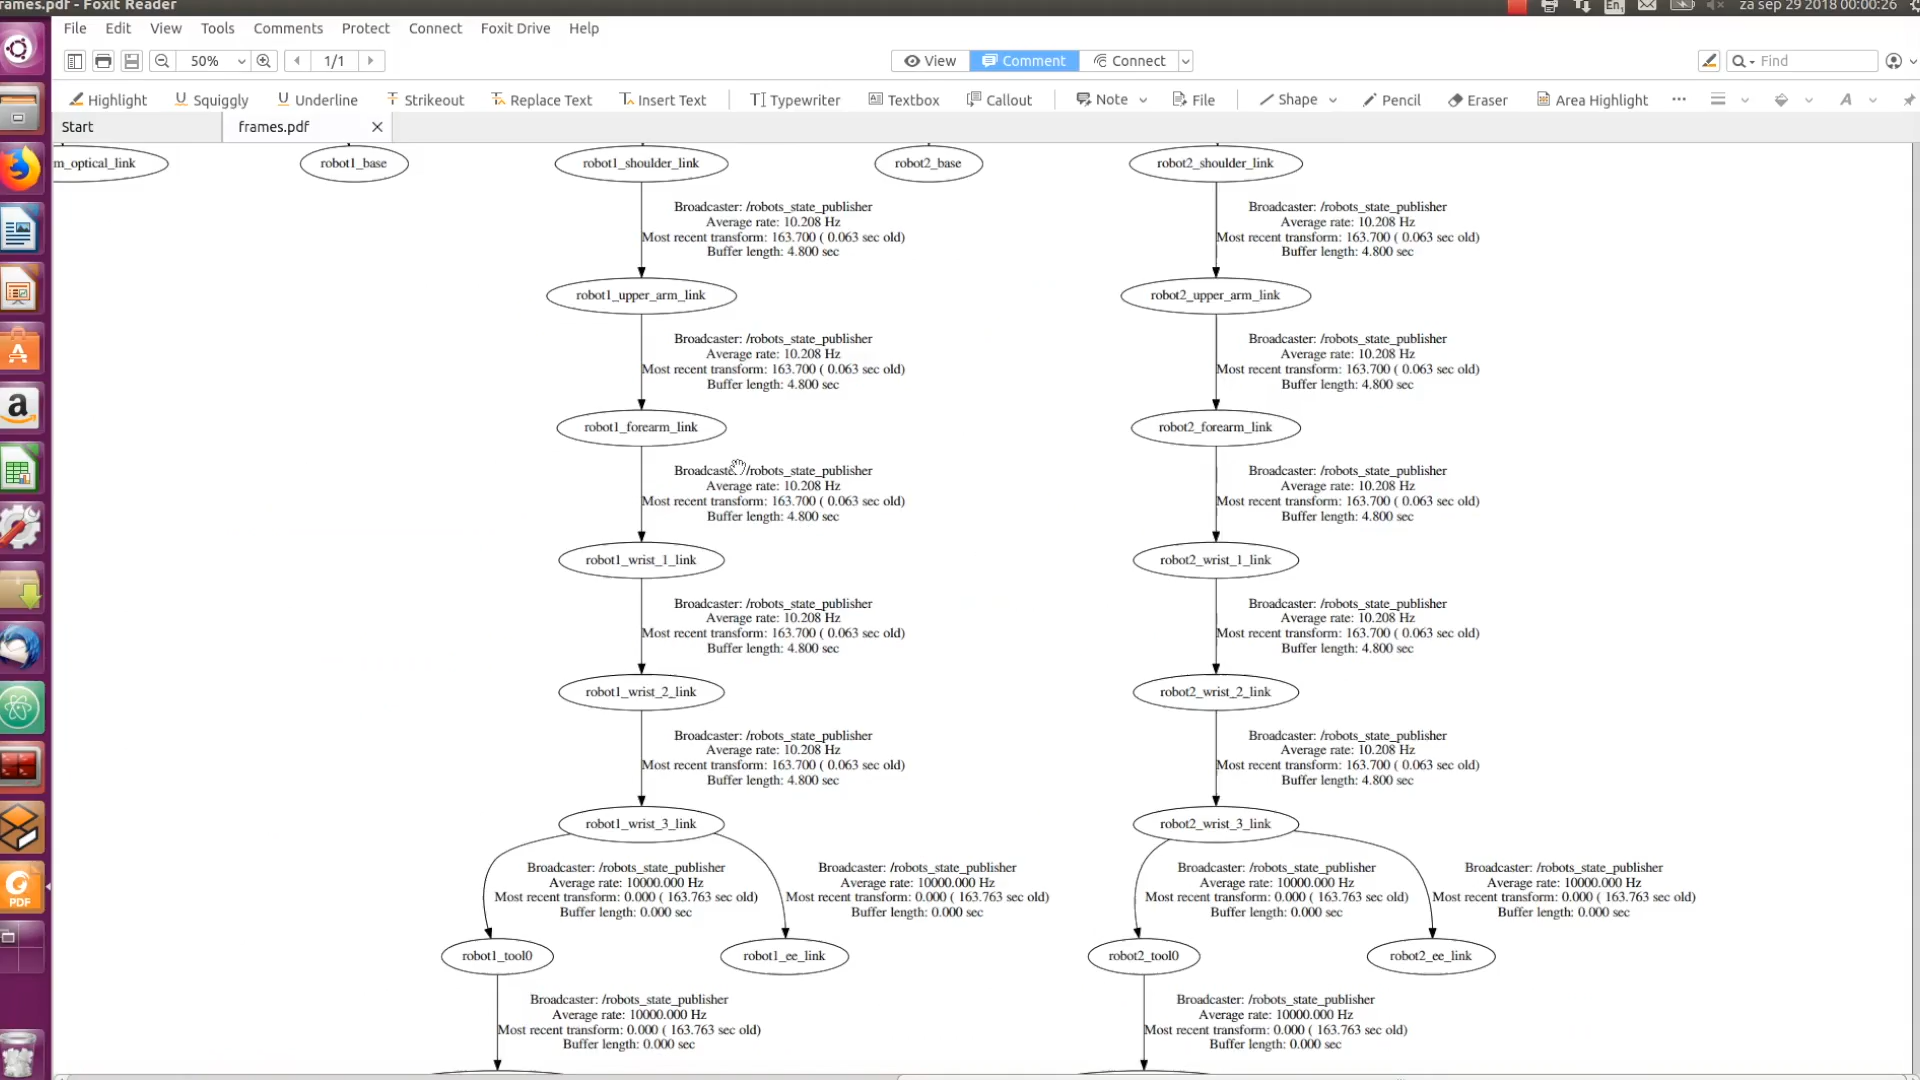 rames.pdf - Foxit Reader
En
za sep 29 2018 00:00:26
File Edit View Tools Comments Protect Connect Foxit Drive Help
50% 1/1 View Comment Connect Find
Highlight Squiggly Underline Strikeout Replace Text Insert Text Typewriter Textbox Callout Note File Shape Pencil Eraser Area Highlight
Start frames.pdf
m_optical_link robot1_base robot1_shoulder_link robot2_base robot2_shoulder_link
Broadcaster: /robots_state_publisher Broadcaster: /robots_state_publisher
Average rate: 10.208 Hz Average rate: 10.208 Hz
Most recent transform: 163.700 ( 0.063 sec old) Most recent transform: 163.700 ( 0.063 sec old)
Buffer length: 4.800 sec Buffer length: 4.800 sec
robot1_upper_arm_link robot2_upper_arm_link
Broadcaster: /robots_state_publisher Broadcaster: /robots_state_publisher
Average rate: 10.208 Hz Average rate: 10.208 Hz
Most recent transform: 163.700 ( 0.063 sec old) Most recent transform: 163.700 ( 0.063 sec old)
Buffer length: 4.800 sec Buffer length: 4.800 sec
robot1_forearm_link robot2_forearm_link
Broadcaster: /robots_state_publisher Broadcaster: /robots_state_publisher
Average rate: 10.208 Hz Average rate: 10.208 Hz
Most recent transform: 163.700 ( 0.063 sec old) Most recent transform: 163.700 ( 0.063 sec old)
Buffer length: 4.800 sec Buffer length: 4.800 sec
robot1_wrist_1_link robot2_wrist_1_link
Broadcaster: /robots_state_publisher Broadcaster: /robots_state_publisher
Average rate: 10.208 Hz Average rate: 10.208 Hz
Most recent transform: 163.700 ( 0.063 sec old) Most recent transform: 163.700 ( 0.063 sec old)
Buffer length: 4.800 sec Buffer length: 4.800 sec
robot1_wrist_2_link robot2_wrist_2_link
Broadcaster: /robots_state_publisher Broadcaster: /robots_state_publisher
Average rate: 10.208 Hz Average rate: 10.208 Hz
Most recent transform: 163.700 ( 0.063 sec old) Most recent transform: 163.700 ( 0.063 sec old)
Buffer length: 4.800 sec Buffer length: 4.800 sec
robot1_wrist_3_link robot2_wrist_3_link
Broadcaster: /robots_state_publisher Broadcaster: /robots_state_publisher Broadcaster: /robots_state_publisher Broadcaster: /robots_state_publisher
Average rate: 10000.000 Hz Average rate: 10000.000 Hz Average rate: 10000.000 Hz Average rate: 10000.000 Hz
Most recent transform: 0.000 ( 163.763 sec old) Most recent transform: 0.000 ( 163.763 sec old) Most recent transform: 0.000 ( 163.763 sec old) Most recent transform: 0.000 ( 163.763 sec old)
Buffer length: 0.000 sec Buffer length: 0.000 sec Buffer length: 0.000 sec Buffer length: 0.000 sec
robot1_tool0 robot1_ee_link robot2_tool0 robot2_ee_link
Broadcaster: /robots_state_publisher Broadcaster: /robots_state_publisher
Average rate: 10000.000 Hz Average rate: 10000.000 Hz
Most recent transform: 0.000 ( 163.763 sec old) Most recent transform: 0.000 ( 163.763 sec old)
Buffer length: 0.000 sec Buffer length: 0.000 sec
PDF